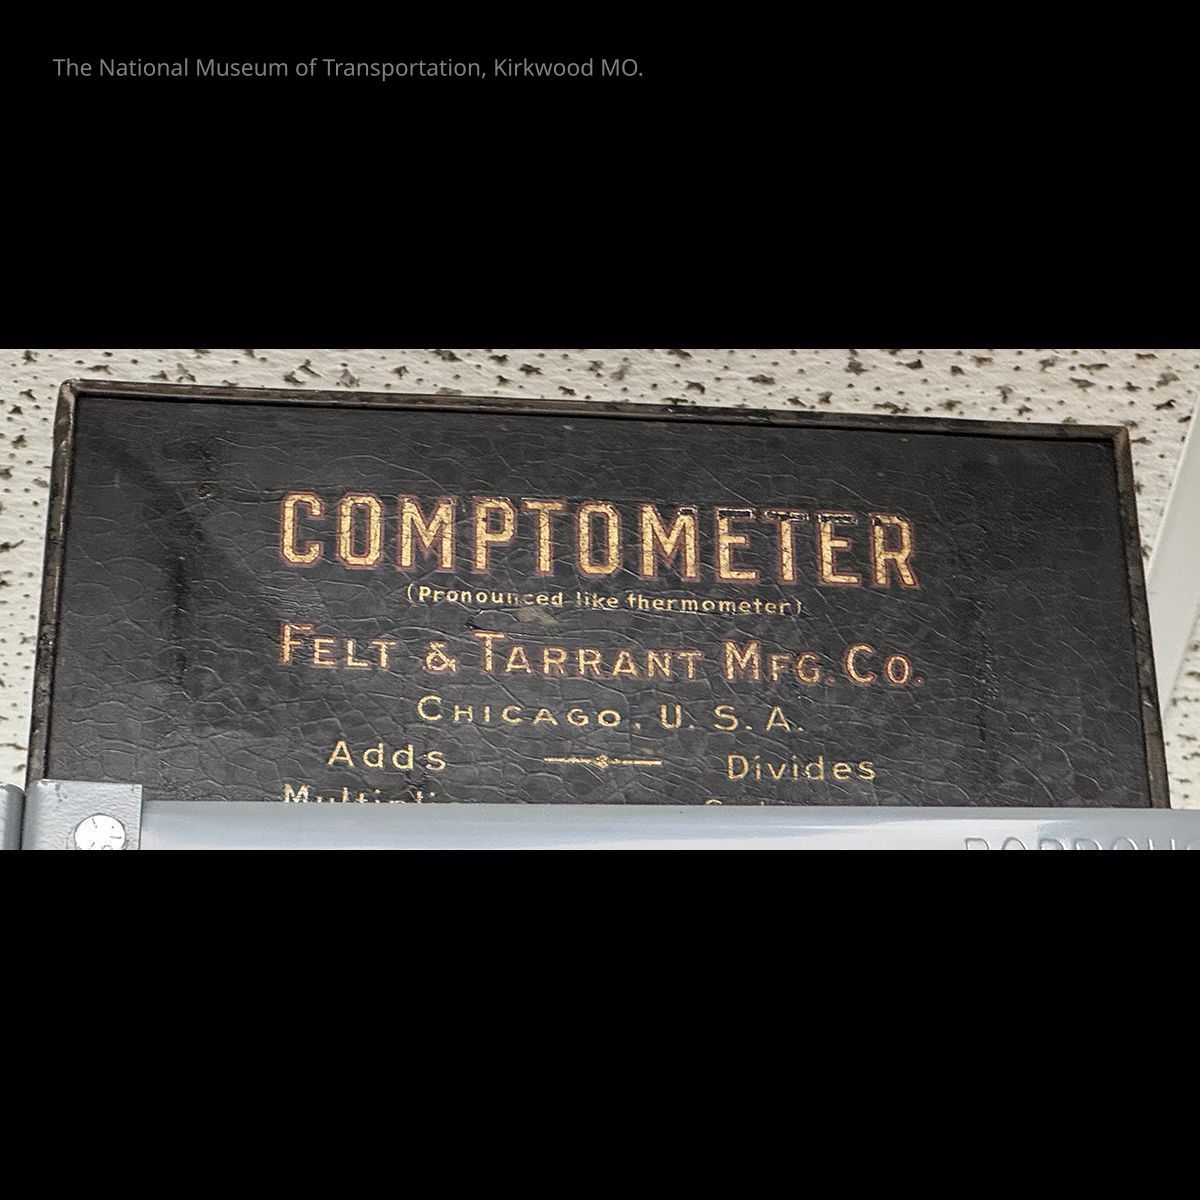 The National Museum of Transportation, Kirkwood MO.
COMPTOMETER
(Pronounced like thermometer)
FELT & TARRANT MFG. CO.
CHICAGO, U. S. A.
Adds Divides